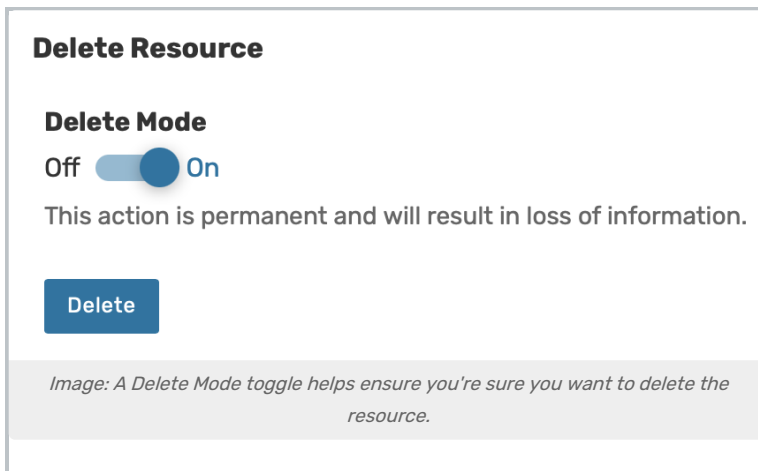 Delete Resource
Delete Mode
Off On
This action is permanent and will result in loss of information.
Delete
Image: A Delete Mode toggle helps ensure you're sure you want to delete the
resource.